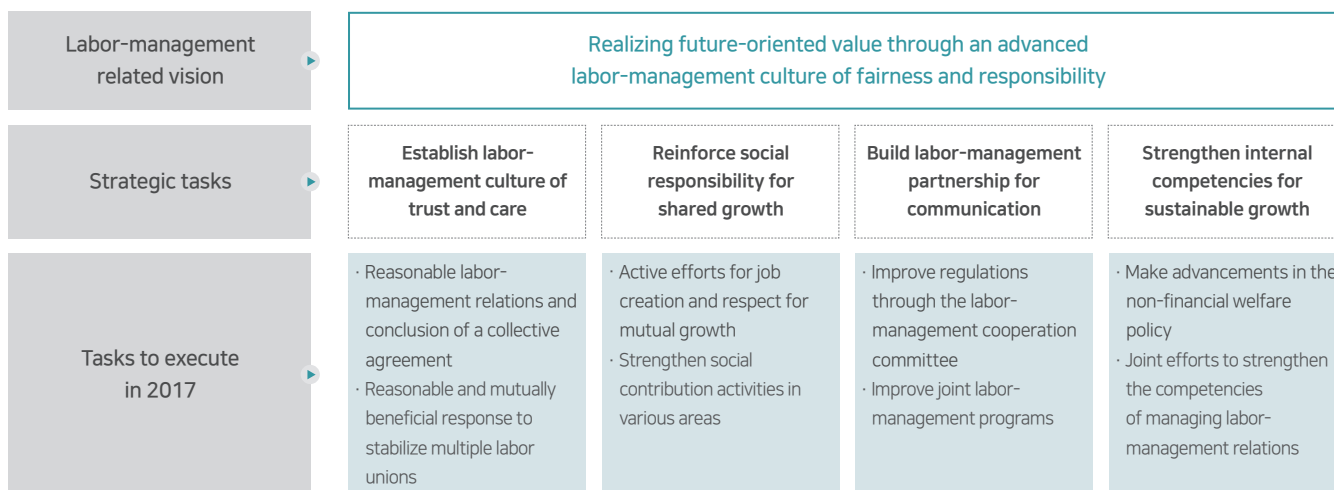 Labor-management
related vision
Realizing future-oriented value through an advanced
labor-management culture of fairness and responsibility
Strategic tasks
Establish labor-
management culture of
trust and care
Reinforce social
responsibility for
shared growth
Build labor-management
partnership for
communication
Strengthen internal
competencies for
sustainable growth
Tasks to execute
in 2017
· Reasonable labor-
management relations and
conclusion of a collective
agreement
· Reasonable and mutually
beneficial response to
stabilize multiple labor
unions
· Active efforts for job
creation and respect for
mutual growth
· Strengthen social
contribution activities in
various areas
· Improve regulations
through the labor-
management cooperation
committee
· Improve joint labor-
management programs
· Make advancements in the
non-financial welfare
policy
· Joint efforts to strengthen
the competencies
of managing labor-
management relations